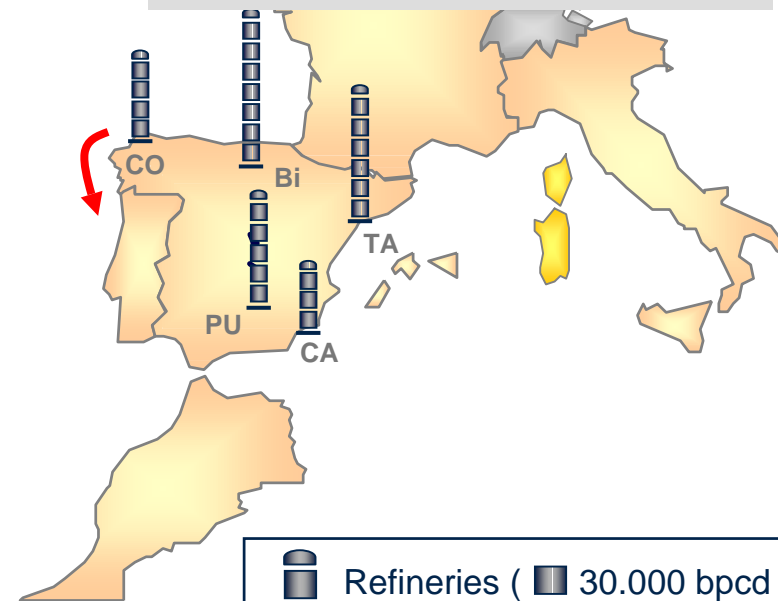 CO
Bi
TA
PU
CA
Refineries ( 30.000 bpcd